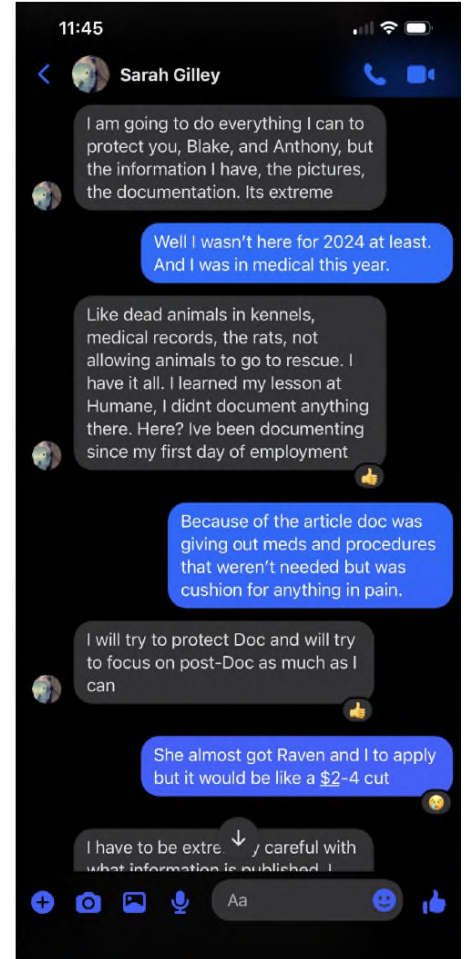 11:45
Sarah Gilley
I am going to do everything I can to
protect you, Blake, and Anthony, but
the information I have, the pictures,
the documentation. Its extreme
Well I wasn't here for 2024 at least.
And I was in medical this year.
Like dead animals in kennels,
medical records, the rats, not
allowing animals to go to rescue. I
have it all. I learned my lesson at
Humane, I didnt document anything
there. Here? Ive been documenting
since my first day of employment
Because of the article doc was
giving out meds and procedures
that weren't needed but was
cushion for anything in pain.
I will try to protect Doc and will try
to focus on post-Doc as much as I
can
She almost got Raven and I to apply
but it would be like a $2-4 cut
I have to be careful with
what information is published. I
Aa